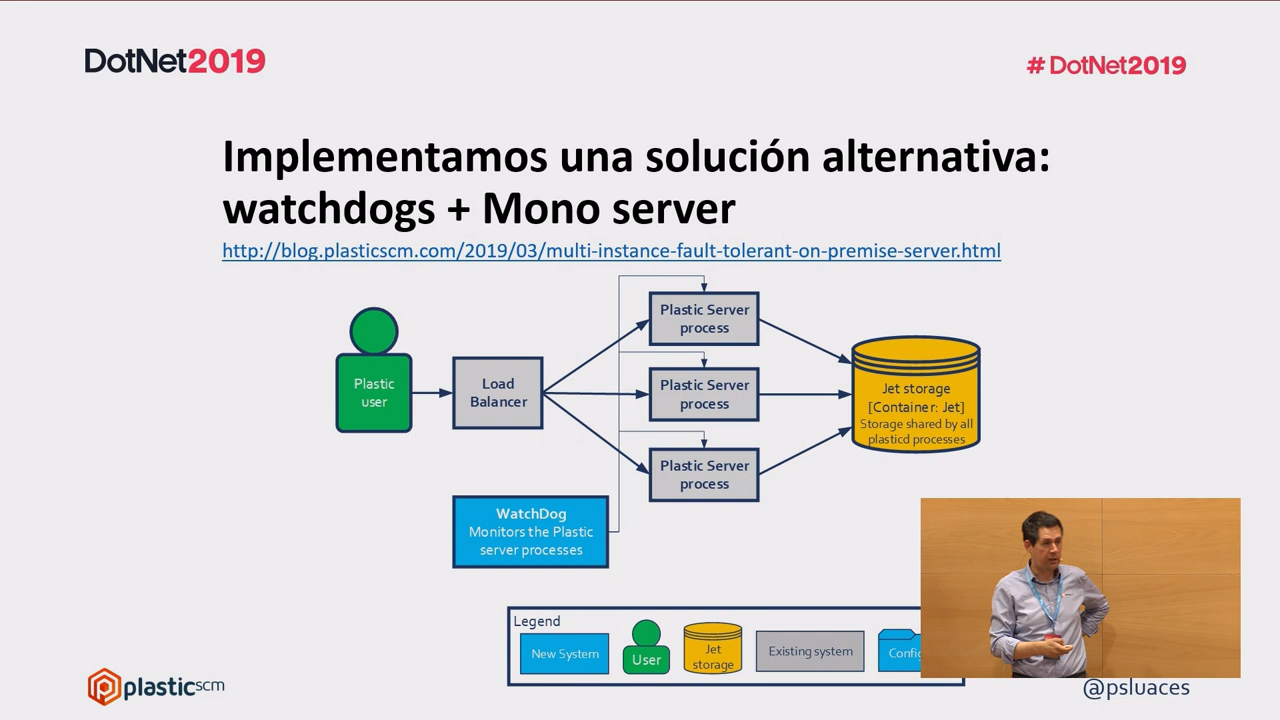 DotNet2019
# DotNet2019
Implementamos una solución alternativa:
watchdogs + Mono server
http://blog.plasticscm.com/2019/03/multi-instance-fault-tolerant-on-premise-server.html
Plastic
user
Load
Balancer
Plastic Server
process
Plastic Server
process
Plastic Server
process
Jet storage
[Container: Jet]
Storage shared by all
plasticd processes
WatchDog
Monitors the Plastic
server processes
Legend
New System
User
Jet
storage
Existing system
plasticscm
@psluaces